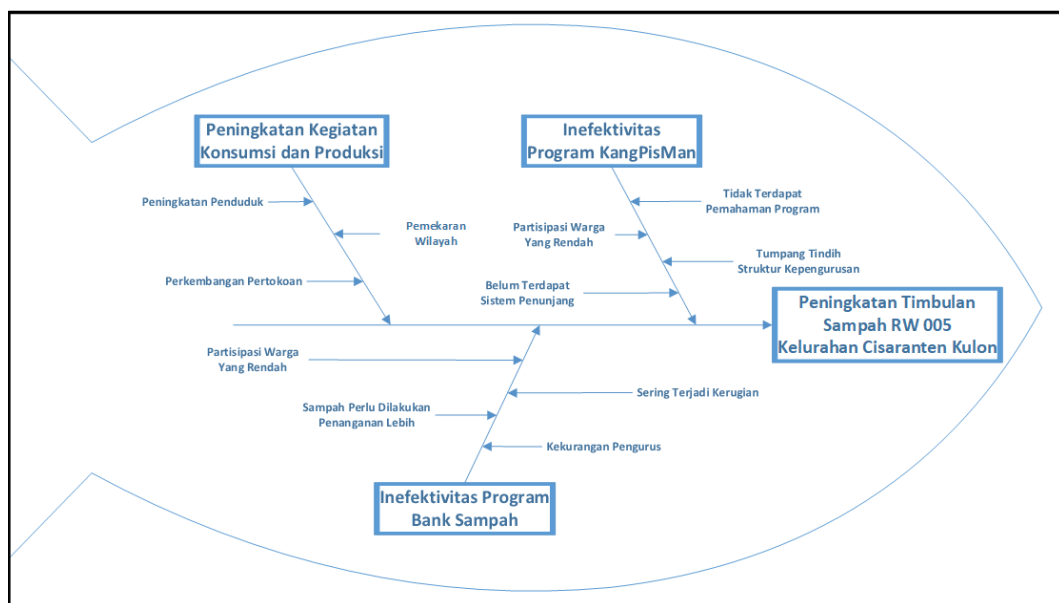 Peningkatan Kegiatan
Konsumsi dan Produksi
Inefektivitas
Program KangPisMan
Peningkatan Penduduk
Pemekaran
Wilayah
Perkembangan Pertokoan
Tidak Terdapat
Pemahaman Program
Partisipasi Warga
Yang Rendah
Tumpang Tindih
Struktur Kepengurusan
Belum Terdapat
Sistem Penunjang
Peningkatan Timbulan
Sampah RW 005
Kelurahan Cisaranten Kulon
Partisipasi Warga
Yang Rendah
Sering Terjadi Kerugian
Sampah Perlu Dilakukan
Penanganan Lebih
Kekurangan Pengurus
Inefektivitas Program
Bank Sampah